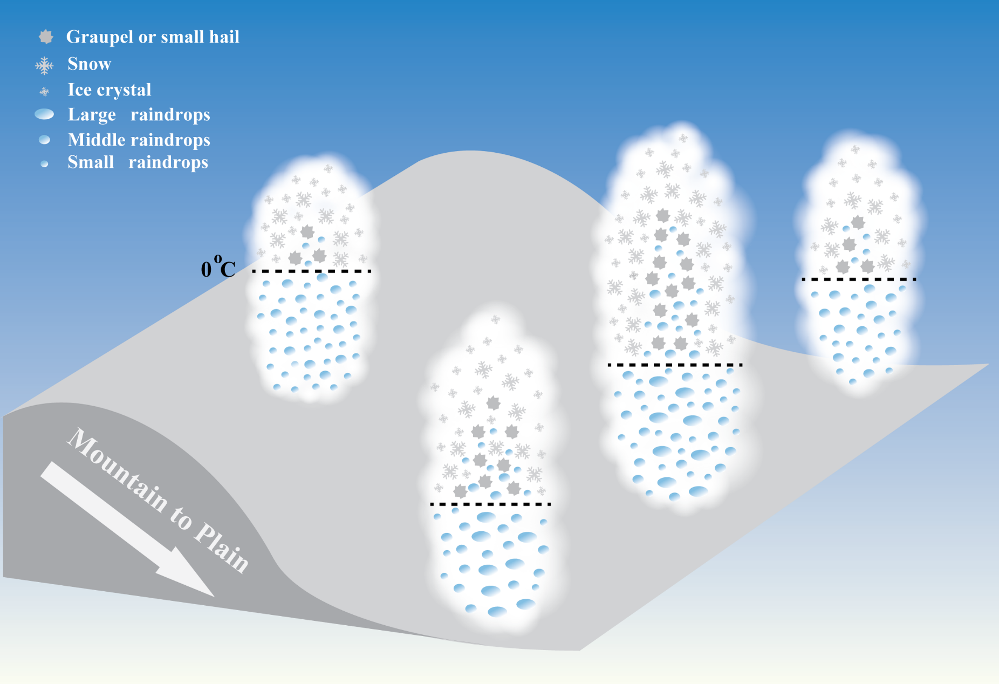 Graupel or small hail
Snow
Ice crystal
Large raindrops
Middle raindrops
Small raindrops
0 °C
Mountain to Plain